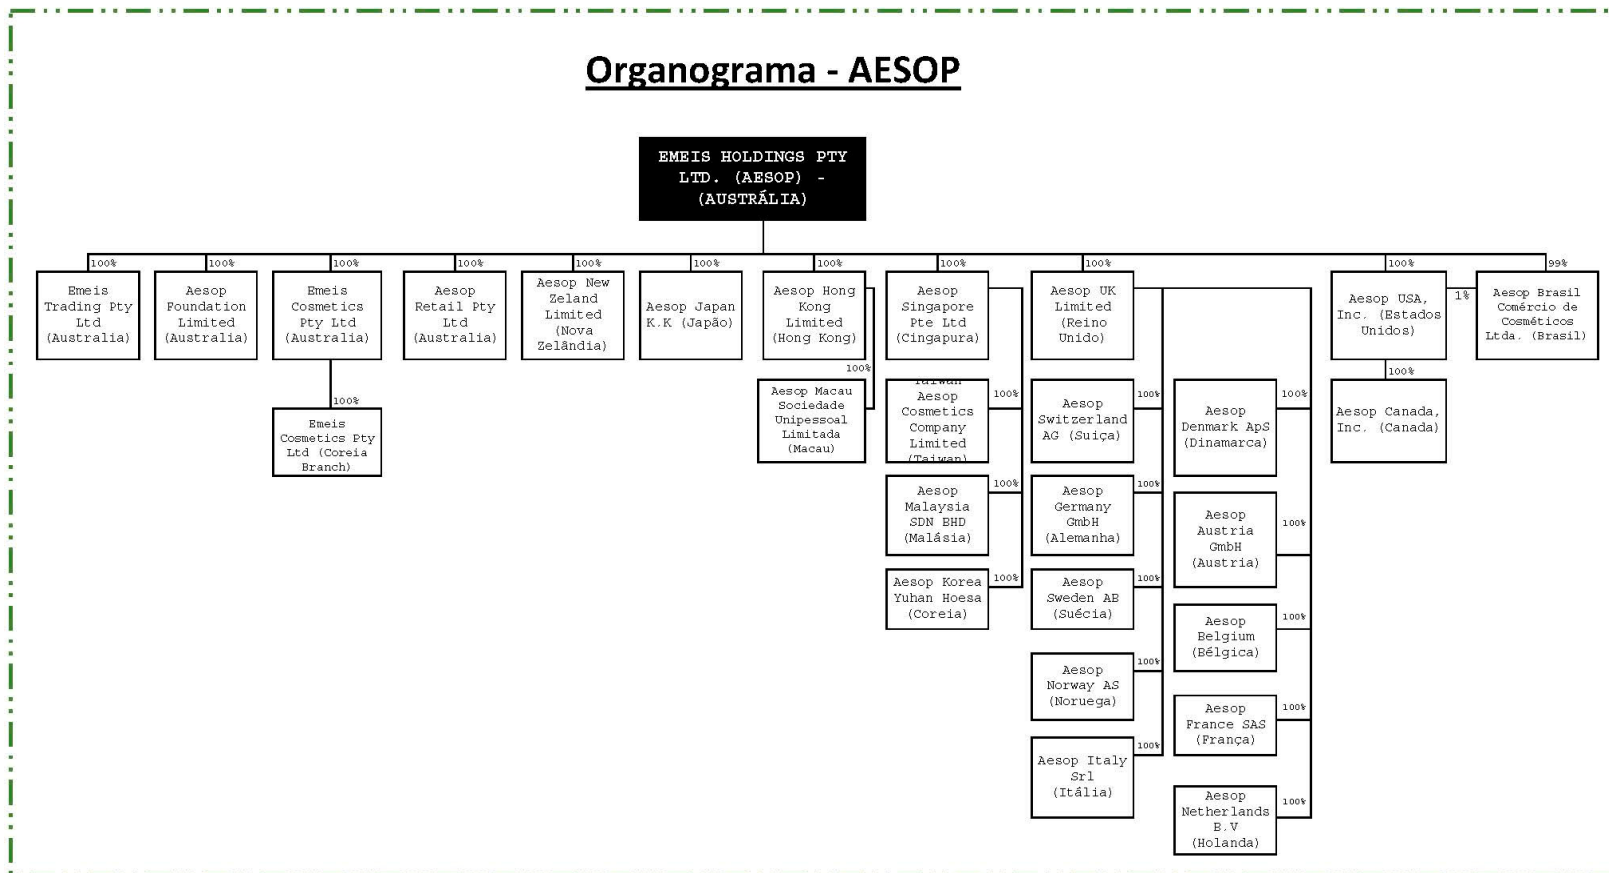 Organograma - AESOP
EMEIS HOLDINGS PTY
LTD. (AESOP) -
(AUSTRÁLIA)
100%
100%
100%
100%
100%
100%
100%
100%
100%
100%
99%
Emeis
Trading Pty
Ltd
(Australia)
Aesop
Foundation
Limited
(Australia)
Emeis
Cosmetics
Pty Ltd
(Australia)
Aesop
Retail Pty
Ltd
(Australia)
Aesop New
Zeland
Limited
(Nova
Zelândia)
Aesop Japan
K.K (Japão)
Aesop Hong
Kong
Limited
(Hong Kong)
Aesop
Singapore
Pte Ltd
(Cingapura)
Aesop UK
Limited
(Reino
Unido)
Aesop USA,
Inc. (Estados
Unidos)
1%
Aesop Brasil
Comércio de
Cosméticos
Ltda. (Brasil)
100%
Emeis
Cosmetics Pty
Ltd (Coreia
Branch)
100%
Aesop Macau
Sociedade
Unipessoal
Limitada
(Macau)
Taiwan
Aesop
Cosmetics
Company
Limited
(Taiwan)
100%
Aesop
Switzerland
AG (Suiça)
100%
Aesop
Denmark ApS
(Dinamarca)
100%
100%
Aesop Canada,
Inc. (Canada)
Aesop
Malaysia
SDN BHD
(Malásia)
100%
Aesop
Germany
GmbH
(Alemanha)
100%
Aesop
Austria
GmbH
(Austria)
100%
Aesop Korea
Yuhan Hoesa
(Coreia)
100%
Aesop
Sweden AB
(Suécia)
100%
Aesop
Belgium
(Bélgica)
100%
Aesop
Norway AS
(Noruega)
100%
Aesop
France SAS
(França)
100%
Aesop Italy
Srl
(Itália)
100%
Aesop
Netherlands
B.V
(Holanda)
100%